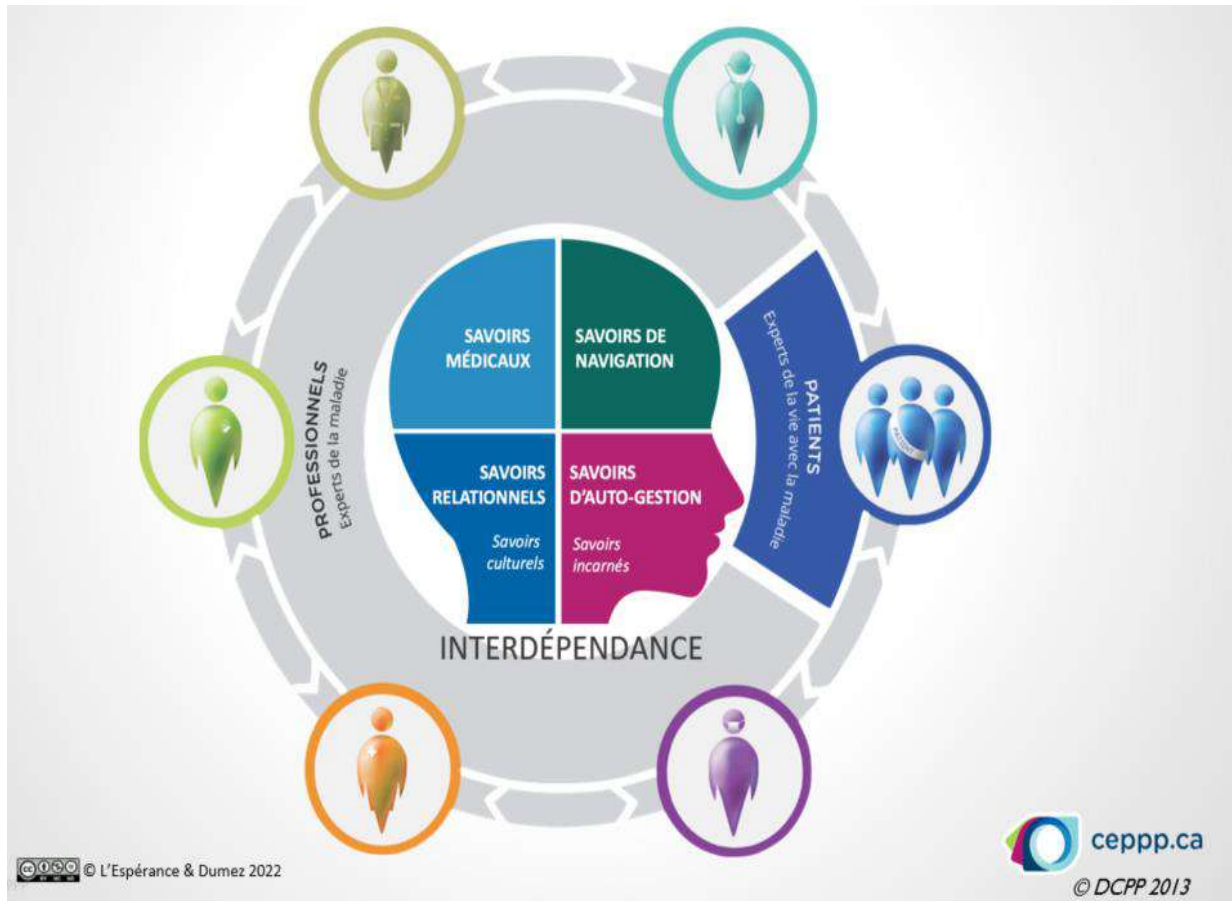 SAVOIRS
MÉDICAUX
SAVOIRS DE
NAVIGATION
SAVOIRS
RELATIONNELS
Savoirs
culturels
SAVOIRS
D'AUTO-GESTION
Savoirs
incarnés
PROFESSIONNELS
Experts de la maladie
PATIENTS
Experts de la vie avec la maladie
PATIENT
INTERDÉPENDANCE
© L'Espérance & Dumez 2022
ceppp.ca
© DCPP 2013